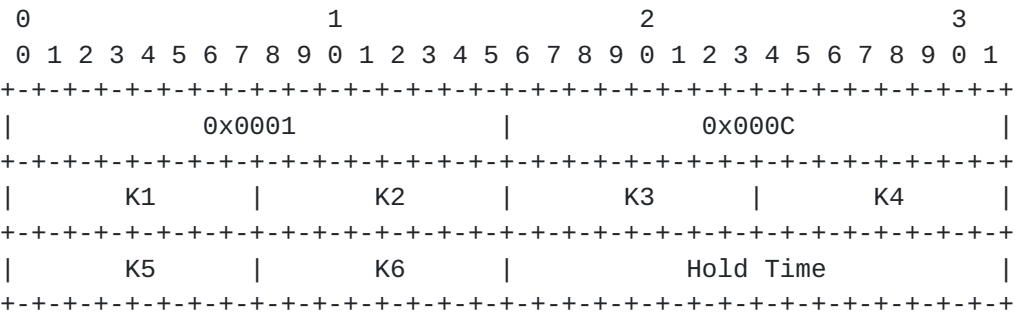 0 1 2 3
0 1 2 3 4 5 6 7 8 9 0 1 2 3 4 5 6 7 8 9 0 1 2 3 4 5 6 7 8 9 0 1
+-+-+-+-+-+-+-+-+-+-+-+-+-+-+-+-+-+-+-+-+-+-+-+-+-+-+-+-+-+-+-+-+
| 0x0001 | 0x000C |
+-+-+-+-+-+-+-+-+-+-+-+-+-+-+-+-+-+-+-+-+-+-+-+-+-+-+-+-+-+-+-+-+
| K1 | K2 | K3 | K4 |
+-+-+-+-+-+-+-+-+-+-+-+-+-+-+-+-+-+-+-+-+-+-+-+-+-+-+-+-+-+-+-+-+
| K5 | K6 | Hold Time |
+-+-+-+-+-+-+-+-+-+-+-+-+-+-+-+-+-+-+-+-+-+-+-+-+-+-+-+-+-+-+-+-+